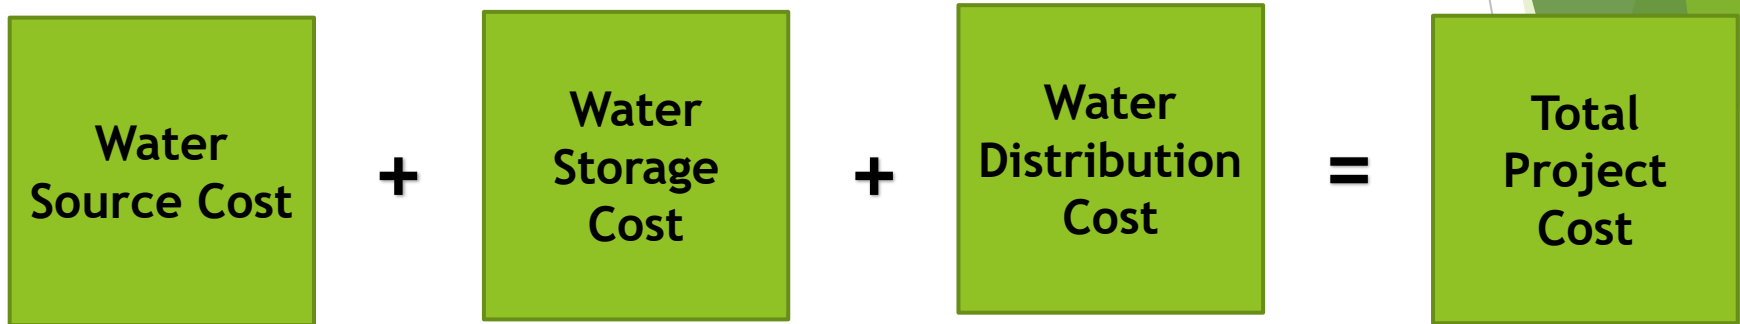 Water
Source Cost
+
Water
Storage
Cost
+
Water
Distribution
Cost
=
Total
Project
Cost